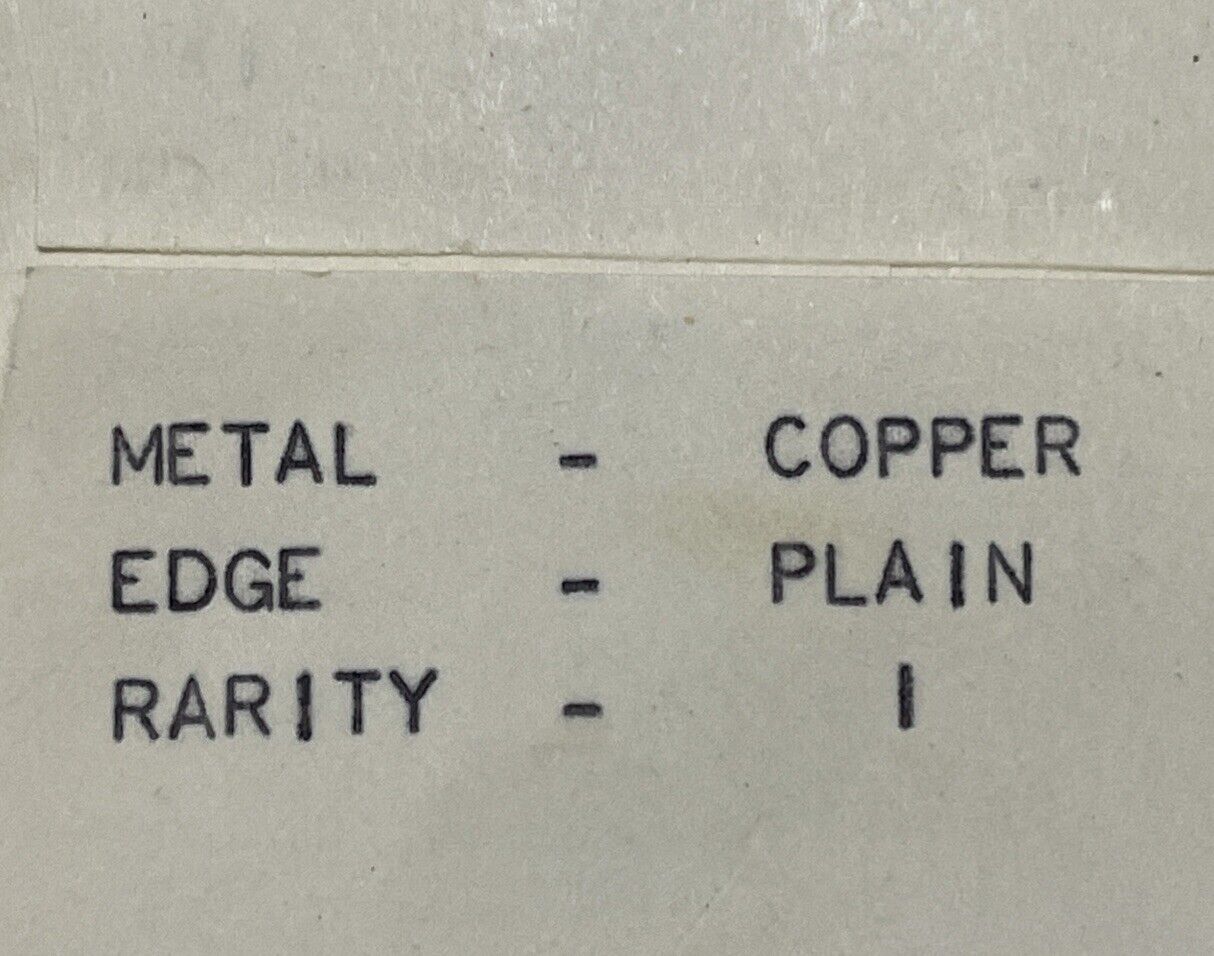 METAL - COPPER
EDGE - PLAIN
RARITY - 1